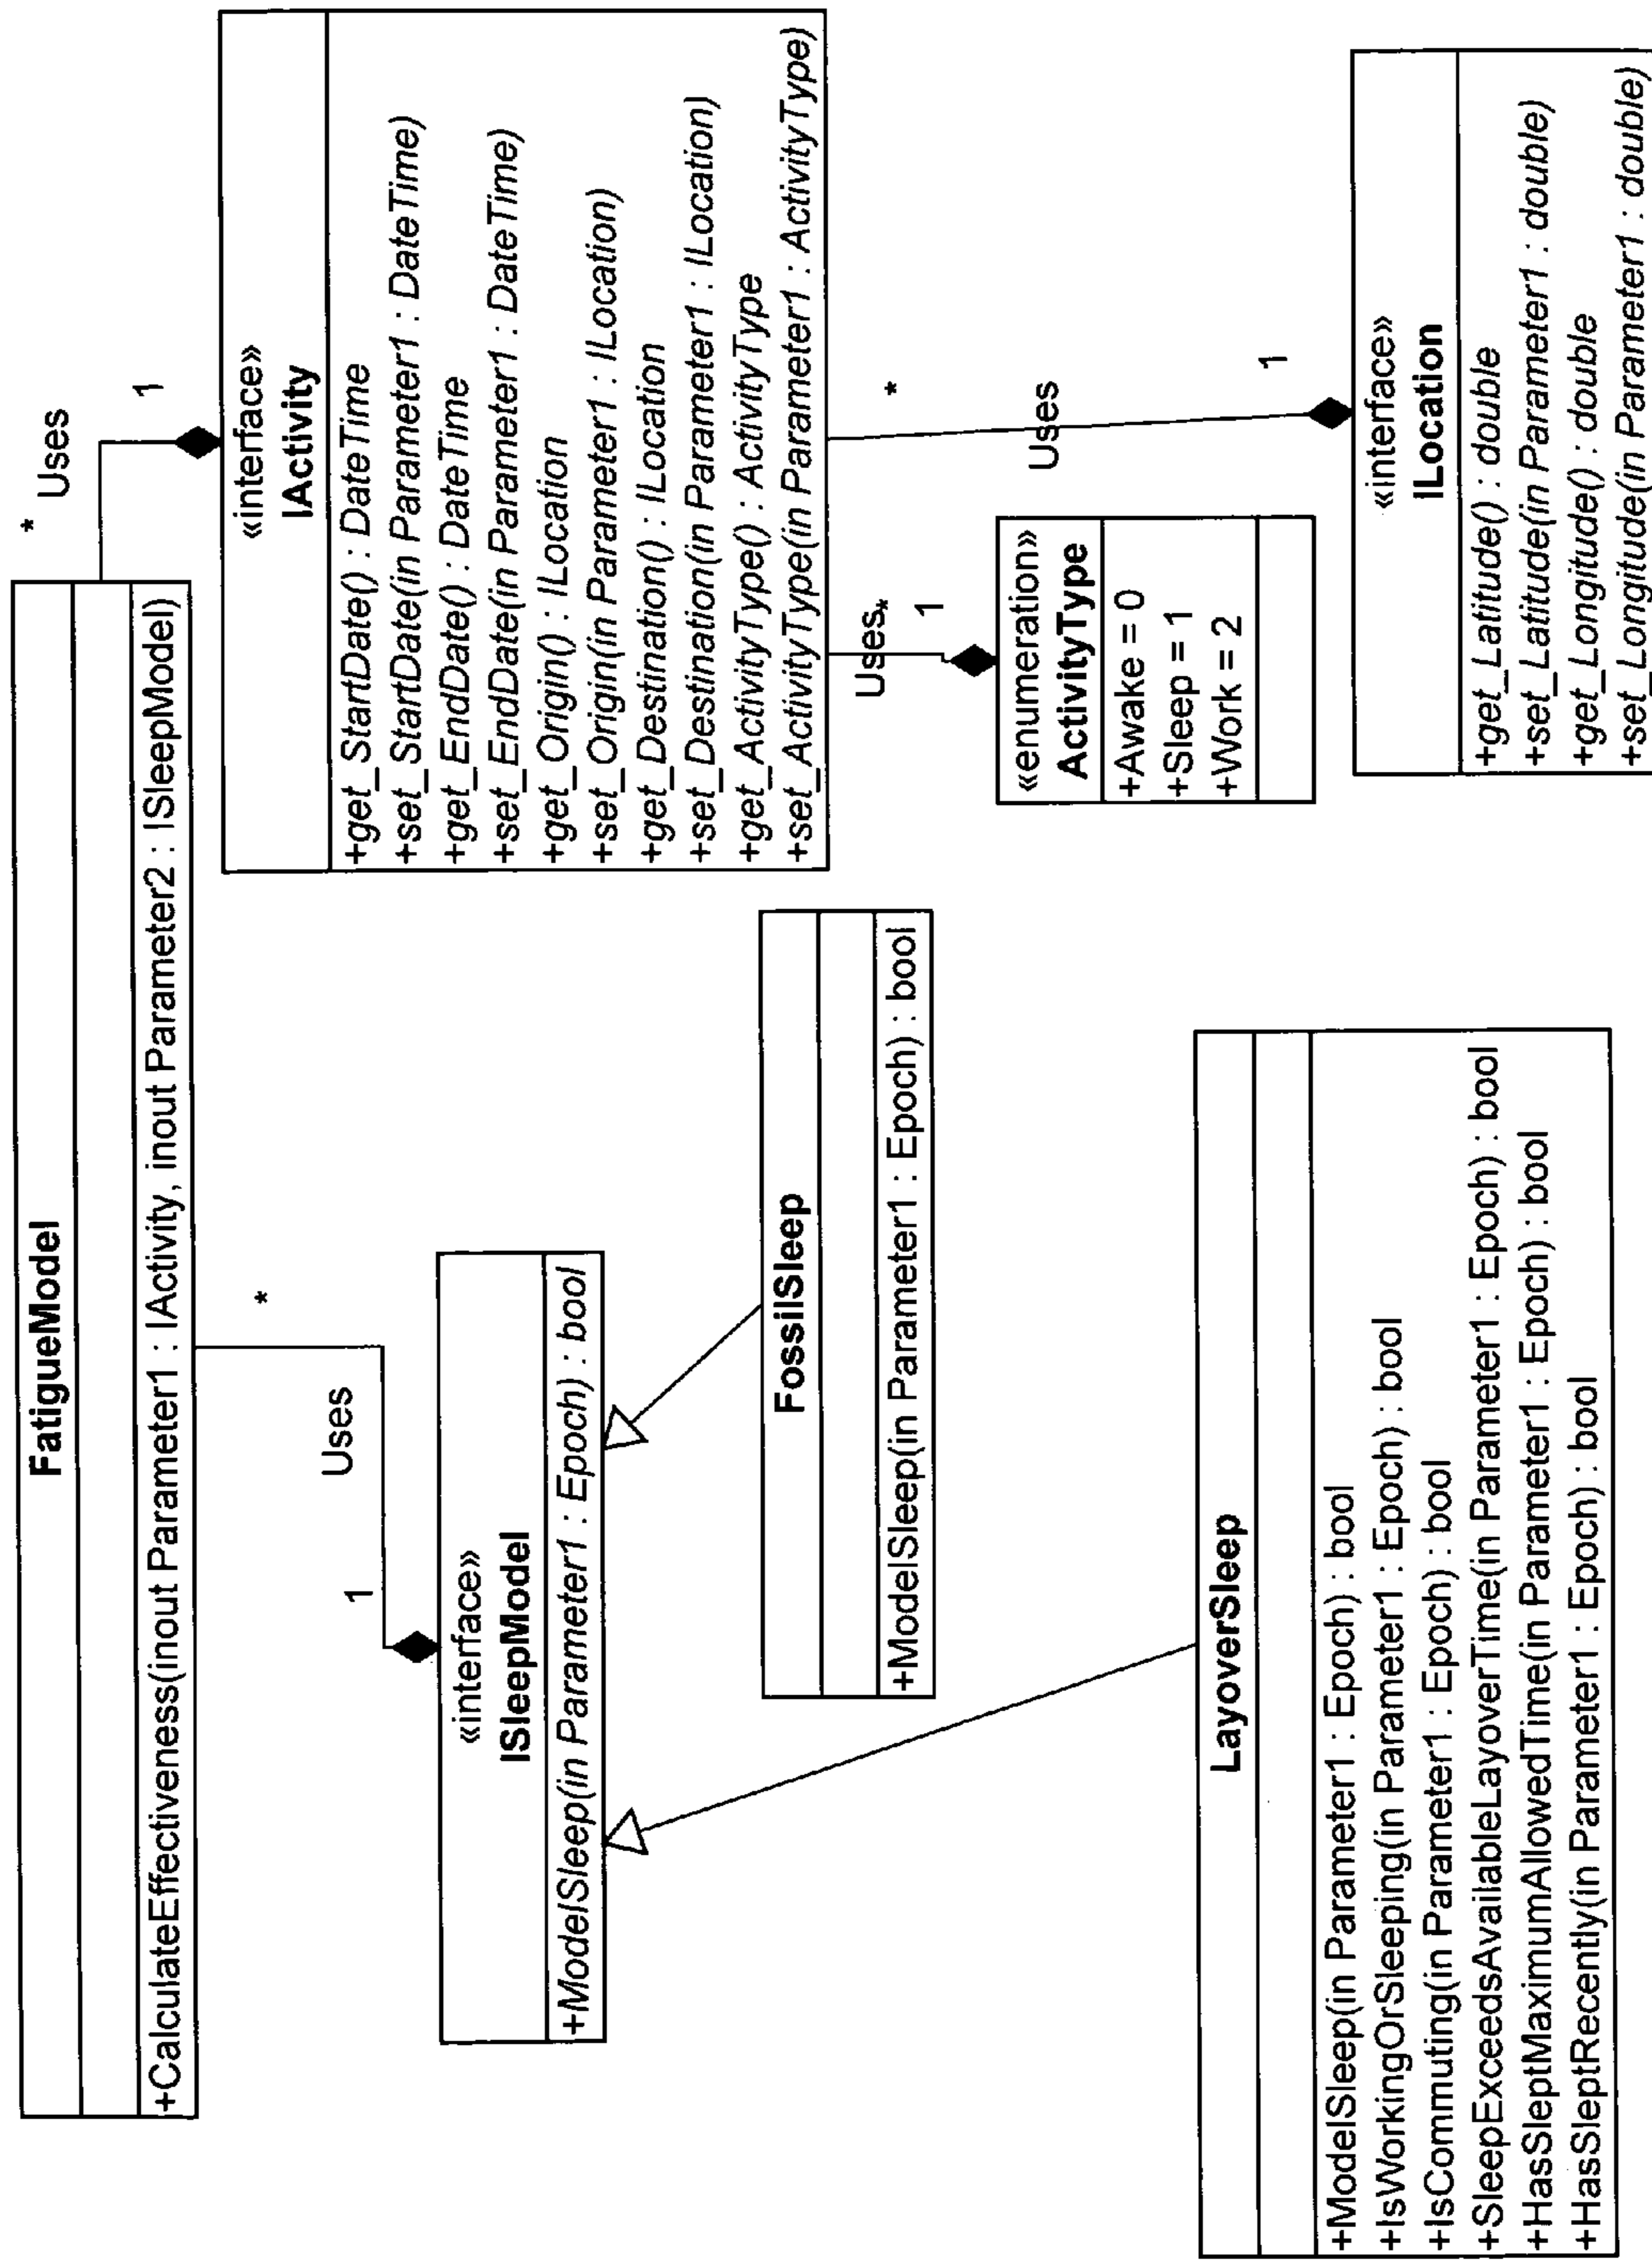 FatigueModel
+CalculateEffectiveness(inout Parameter1 : IActivity, inout Parameter2 : ISleepModel)
*
Uses
1
*
Uses
1
«interface»
ISleepModel
+ModelSleep(in Parameter1 : Epoch) : bool
«interface»
IActivity
+get_StartDate() : DateTime
+set_StartDate(in Parameter1 : DateTime)
+get_EndDate() : DateTime
+set_EndDate(in Parameter1 : DateTime)
+get_Origin() : ILocation
+set_Origin(in Parameter1 : ILocation)
+get_Destination() : ILocation
+set_Destination(in Parameter1 : ILocation)
+get_ActivityType() : ActivityType
+set_ActivityType(in Parameter1 : ActivityType)
FossilSleep
+ModelSleep(in Parameter1 : Epoch) : bool
Uses
*
1
Uses
*
1
«enumeration»
ActivityType
+Awake = 0
+Sleep = 1
+Work = 2
LayoverSleep
+ModelSleep(in Parameter1 : Epoch) : bool
+IsWorkingOrSleeping(in Parameter1 : Epoch) : bool
+IsCommuting(in Parameter1 : Epoch) : bool
+SleepExceedsAvailableLayoverTime(in Parameter1 : Epoch) : bool
+HasSleptMaximumAllowedTime(in Parameter1 : Epoch) : bool
+HasSleptRecently(in Parameter1 : Epoch) : bool
«interface»
ILocation
+get_Latitude() : double
+set_Latitude(in Parameter1 : double)
+get_Longitude() : double
+set_Longitude(in Parameter1 : double)